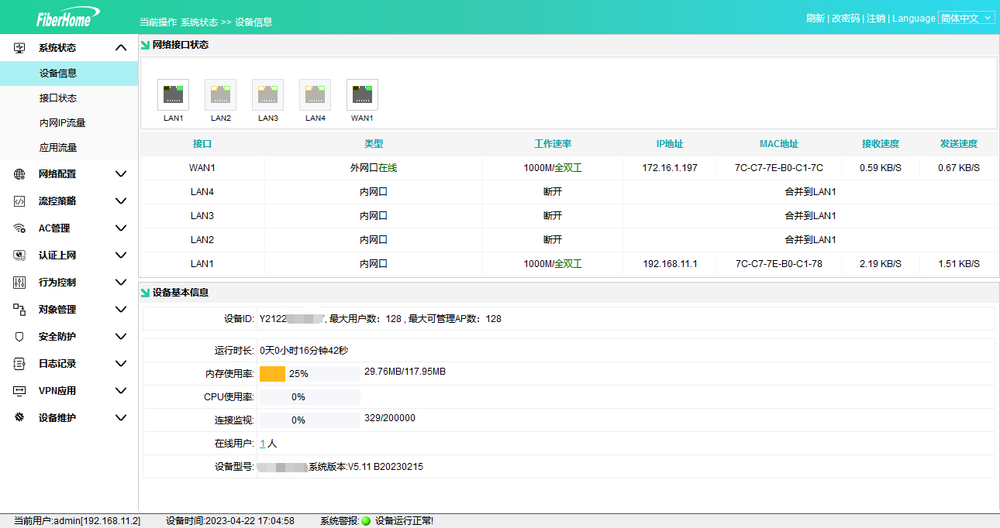 FiberHome
当前操作 系统状态 >> 设备信息
刷新 | 改密码 | 注销 | Language 简体中文
系统状态
设备信息
接口状态
内网IP流量
应用流量
网络配置
流控策略
AC管理
认证上网
行为控制
对象管理
安全防护
日志记录
VPN应用
设备维护
网络接口状态
LAN1 LAN2 LAN3 LAN4 WAN1
接口 类型 工作速率 IP地址 MAC地址 接收速度 发送速度
WAN1 外网口在线 1000M/全双工 172.16.1.197 7C-C7-7E-B0-C1-7C 0.59 KB/S 0.67 KB/S
LAN4 内网口 断开 合并到LAN1
LAN3 内网口 断开 合并到LAN1
LAN2 内网口 断开 合并到LAN1
LAN1 内网口 1000M/全双工 192.168.11.1 7C-C7-7E-B0-C1-78 2.19 KB/S 1.51 KB/S
设备基本信息
设备ID: Y2122 , 最大用户数：128 , 最大可管理AP数：128
运行时长: 0天0小时16分钟42秒
内存使用率: 25% 29.76MB/117.95MB
CPU使用率: 0%
连接监视: 0% 329/200000
在线用户: 1 人
设备型号: 系统版本:V5.11 B20230215
当前用户:admin[192.168.11.2] 设备时间:2023-04-22 17:04:58 系统警报: 设备运行正常!